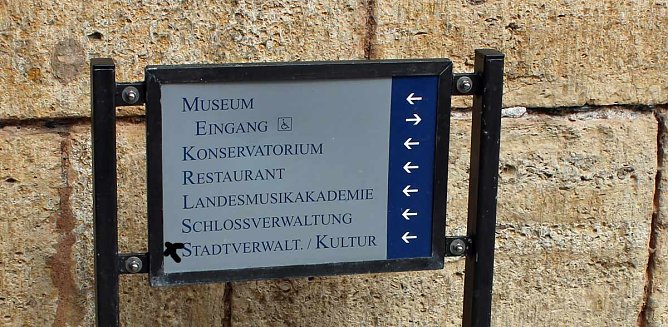 MUSEUM ←
EINGANG ♿ →
KONSERVATORIUM ←
RESTAURANT ←
LANDESMUSIKAKADEMIE ←
SCHLOSSVERWALTUNG ←
STADTVERWALT. / KULTUR ←